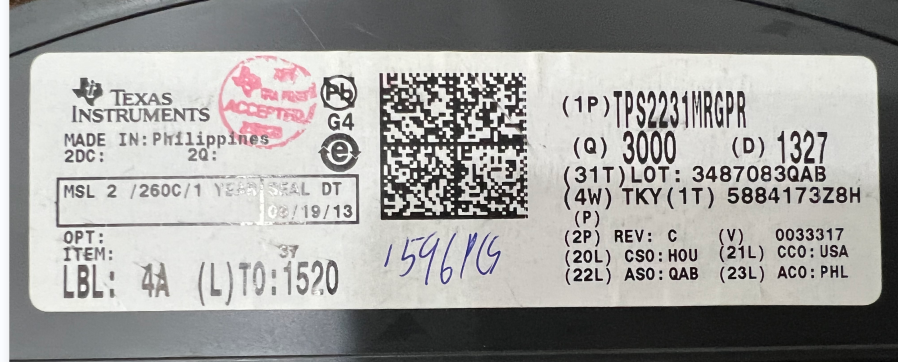 TEXAS
INSTRUMENTS
MADE IN: Philippines
2DC: 2Q:
MSL 2 /260C/1 YEAR SEAL DT
/19/13
OPT:
ITEM: 37
LBL: 4A (L)TO:1520
ACCEPTED
Pb
G4
e
1596PG
(1P) TPS2231MRGPR
(Q) 3000 (D) 1327
(31T)LOT: 3487083QAB
(4W) TKY(1T) 5884173Z8H
(P)
(2P) REV: C (V) 0033317
(20L) CSO:HOU (21L) CCO:USA
(22L) ASO:QAB (23L) ACO:PHL